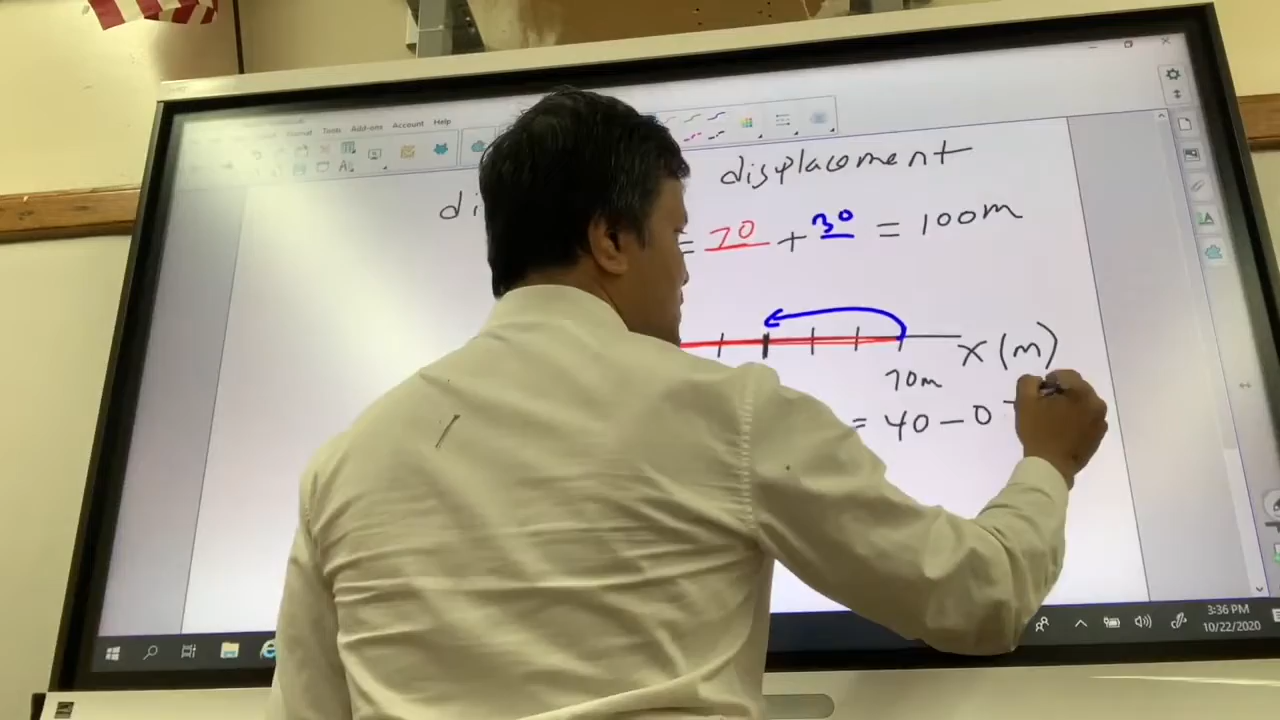 Format Tools Add-ons Account Help
displacement
di
= 70 + 30 = 100m
x (m)
70m
= 40 - 0
3:36 PM
10/22/2020